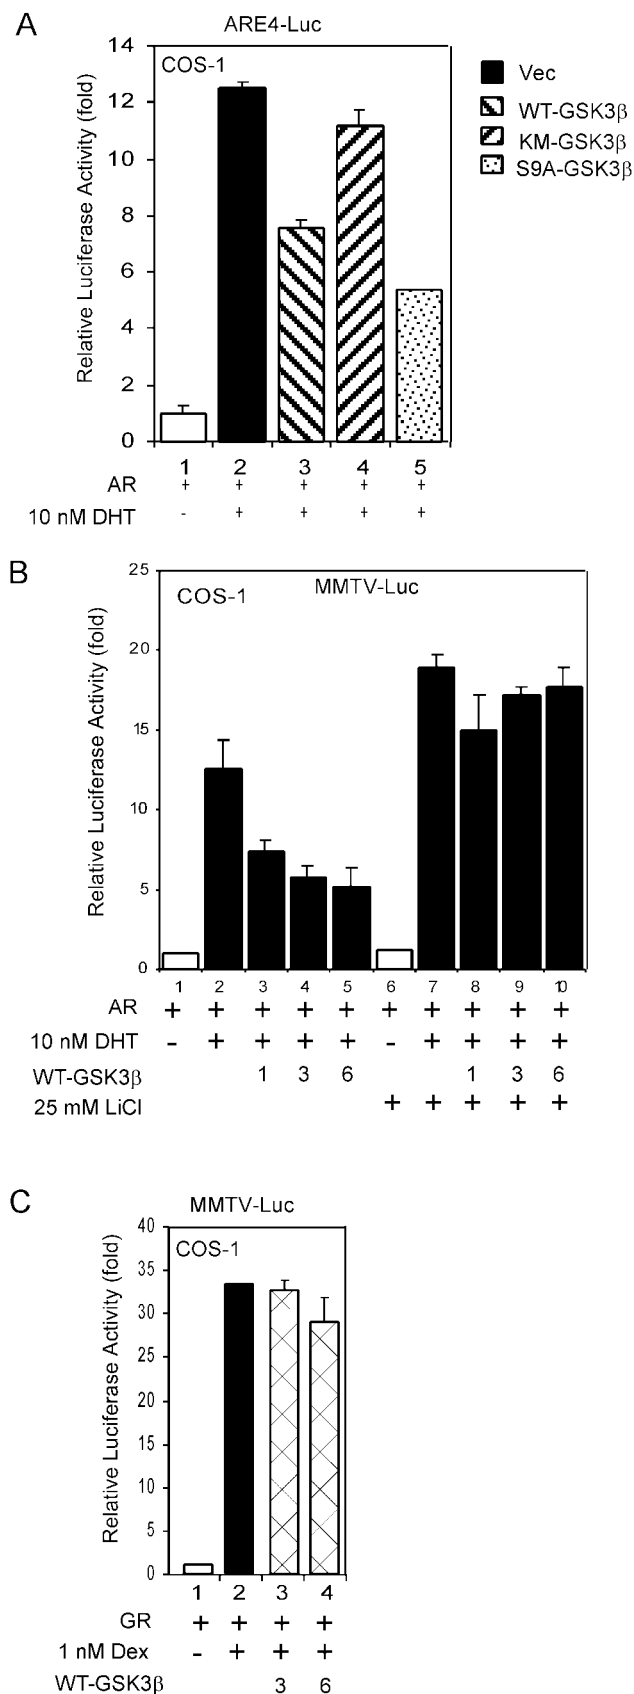 A
ARE4-Luc
COS-1
Relative Luciferase Activity (fold)
14
12
10
8
6
4
2
0
Vec
WT-GSK3β
KM-GSK3β
S9A-GSK3β
1 2 3 4 5
AR + + + + +
10 nM DHT - + + + +
B
COS-1 MMTV-Luc
Relative Luciferase Activity (fold)
25
20
15
10
5
0
1 2 3 4 5 6 7 8 9 10
AR + + + + + + + + + +
10 nM DHT - + + + + - + + + +
WT-GSK3β 1 3 6 1 3 6
25 mM LiCl + + + + +
C
MMTV-Luc
COS-1
Relative Luciferase Activity (fold)
40
35
30
25
20
15
10
5
0
1 2 3 4
GR + + + +
1 nM Dex - + + +
WT-GSK3β 3 6